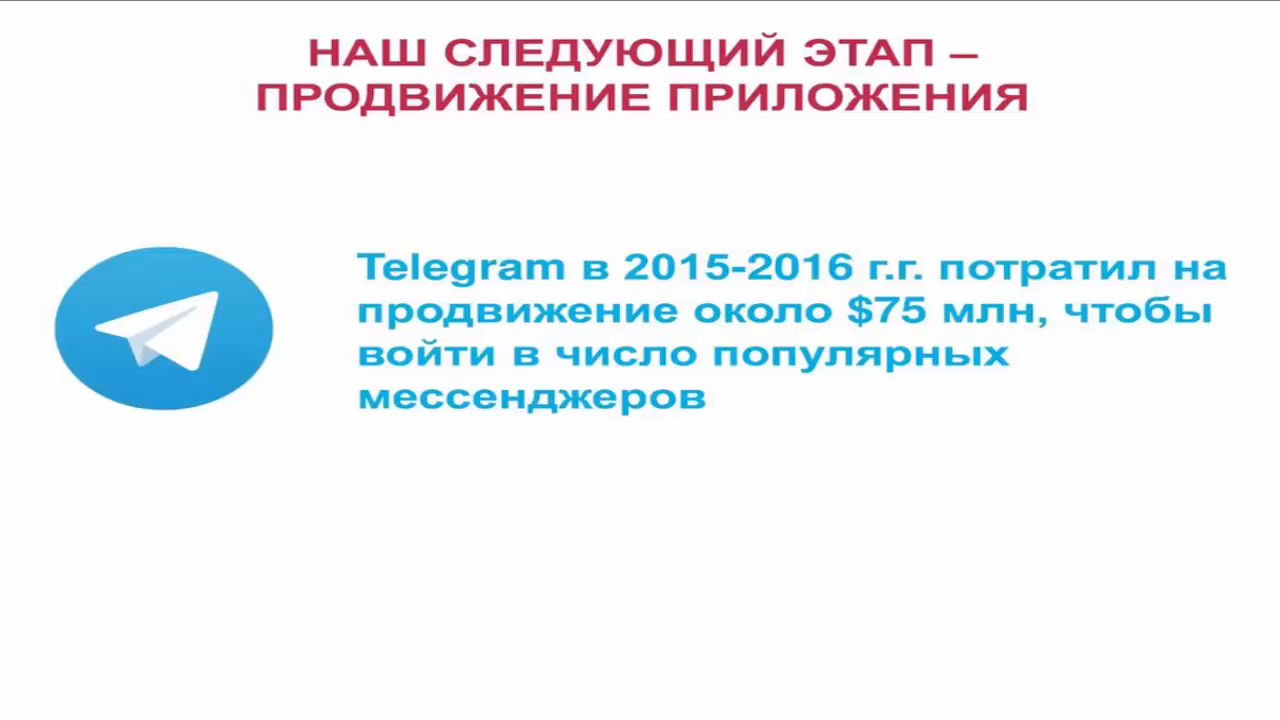 НАШ СЛЕДУЮЩИЙ ЭТАП –
ПРОДВИЖЕНИЕ ПРИЛОЖЕНИЯ
Telegram в 2015-2016 г.г. потратил на
продвижение около $75 млн, чтобы
войти в число популярных
мессенджеров